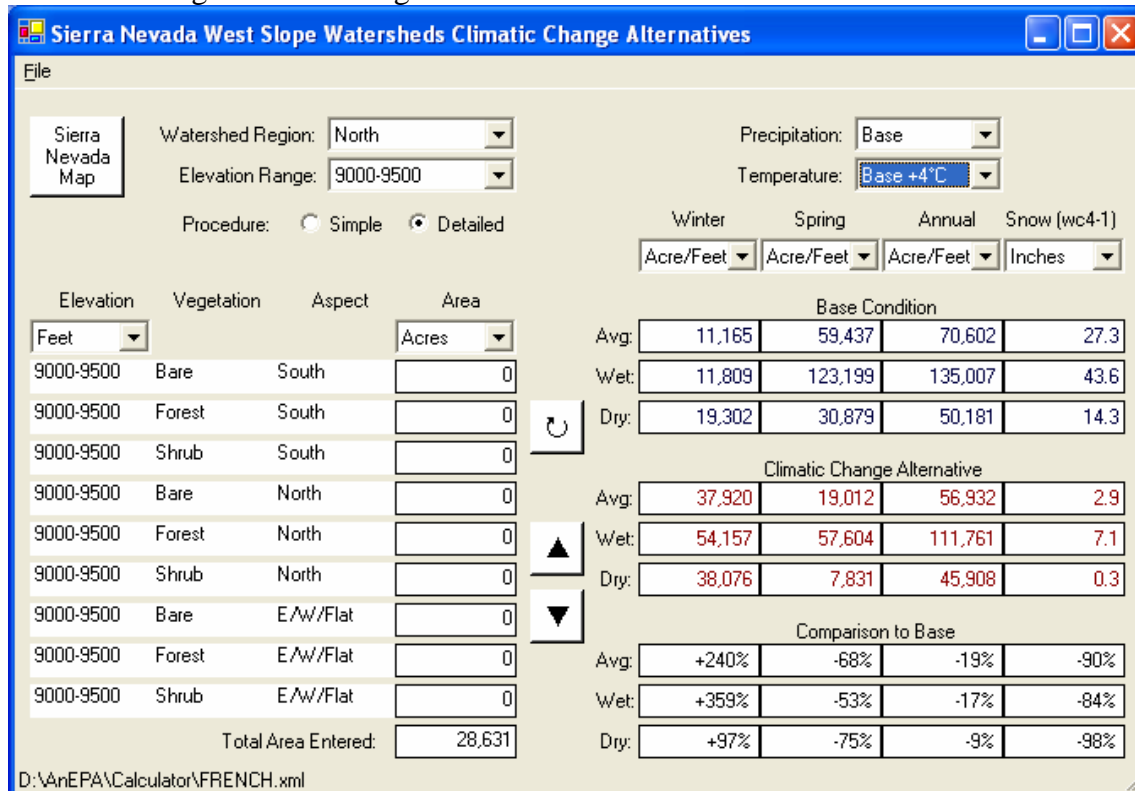 Sierra Nevada West Slope Watersheds Climatic Change Alternatives
File
Sierra Nevada Map
Watershed Region: North
Elevation Range: 9000-9500
Procedure: Simple Detailed
Precipitation: Base
Temperature: Base +4°C
Winter Spring Annual Snow (wc4-1)
Acre/Feet Acre/Feet Acre/Feet Inches
Elevation Vegetation Aspect Area
Feet Acres
9000-9500 Bare South 0
9000-9500 Forest South 0
9000-9500 Shrub South 0
9000-9500 Bare North 0
9000-9500 Forest North 0
9000-9500 Shrub North 0
9000-9500 Bare E/W/Flat 0
9000-9500 Forest E/W/Flat 0
9000-9500 Shrub E/W/Flat 0
Total Area Entered: 28,631
Base Condition
Avg: 11,165 59,437 70,602 27.3
Wet: 11,809 123,199 135,007 43.6
Dry: 19,302 30,879 50,181 14.3
Climatic Change Alternative
Avg: 37,920 19,012 56,932 2.9
Wet: 54,157 57,604 111,761 7.1
Dry: 38,076 7,831 45,908 0.3
Comparison to Base
Avg: +240% -68% -19% -90%
Wet: +359% -53% -17% -84%
Dry: +97% -75% -9% -98%
D:\AnEPA\Calculator\FRENCH.xml